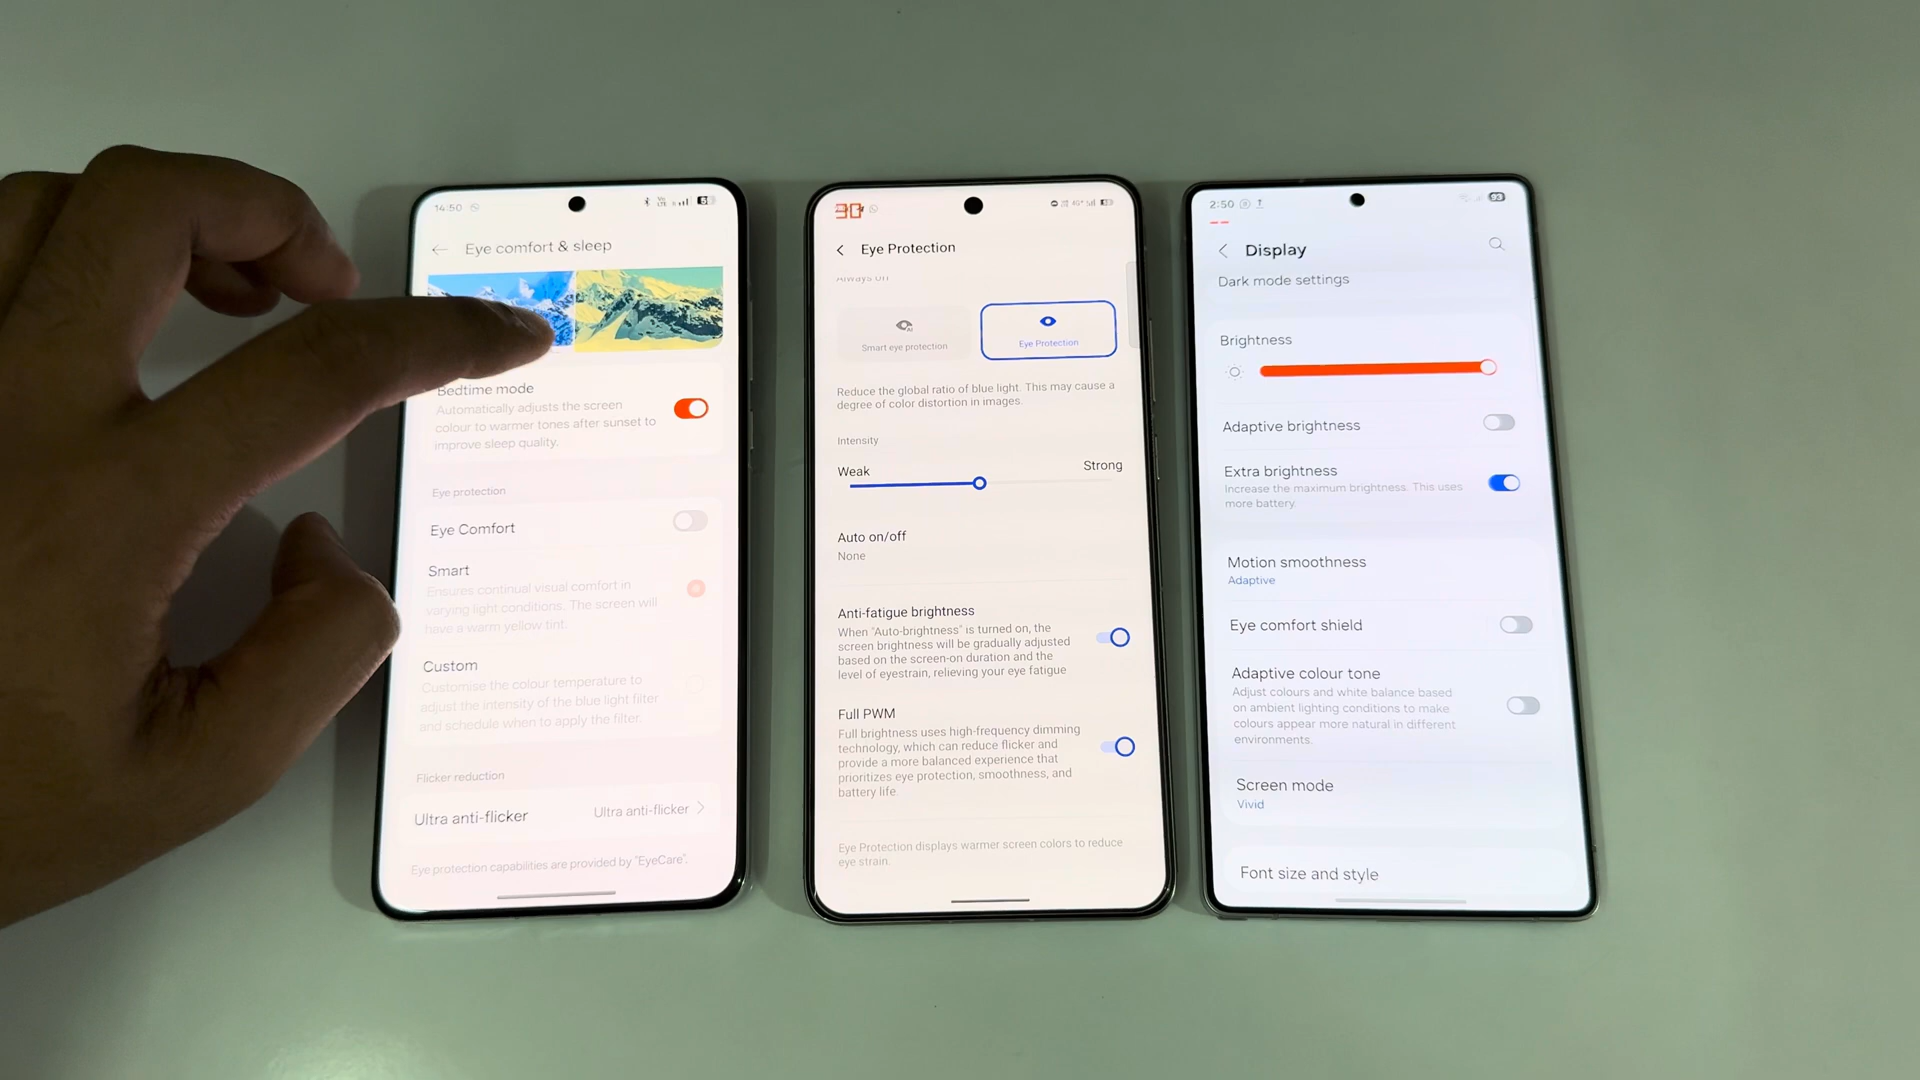 14:50
Eye comfort & sleep
Bedtime mode
Automatically adjusts the screen
colour to warmer tones after sunset to
improve sleep quality.
Eye protection
Eye Comfort
Smart
Ensures continual visual comfort in
varying light conditions. The screen will
have a warm yellow tint.
Custom
Customise the colour temperature to
adjust the intensity of the blue light filter
and schedule when to apply the filter.
Flicker reduction
Ultra anti-flicker
Ultra anti-flicker
Eye protection capabilities are provided by "EyeCare".
Eye Protection
Always on
Smart eye protection
Eye Protection
Reduce the global ratio of blue light. This may cause a
degree of color distortion in images.
Intensity
Weak
Strong
Auto on/off
None
Anti-fatigue brightness
When "Auto-brightness" is turned on, the
screen brightness will be gradually adjusted
based on the screen-on duration and the
level of eyestrain, relieving your eye fatigue
Full PWM
Full brightness uses high-frequency dimming
technology, which can reduce flicker and
provide a more balanced experience that
prioritizes eye protection, smoothness, and
battery life.
Eye Protection displays warmer screen colors to reduce
eye strain.
2:50
93
Display
Dark mode settings
Brightness
Adaptive brightness
Extra brightness
Increase the maximum brightness. This uses
more battery.
Motion smoothness
Adaptive
Eye comfort shield
Adaptive colour tone
Adjust colours and white balance based
on ambient lighting conditions to make
colours appear more natural in different
environments.
Screen mode
Vivid
Font size and style